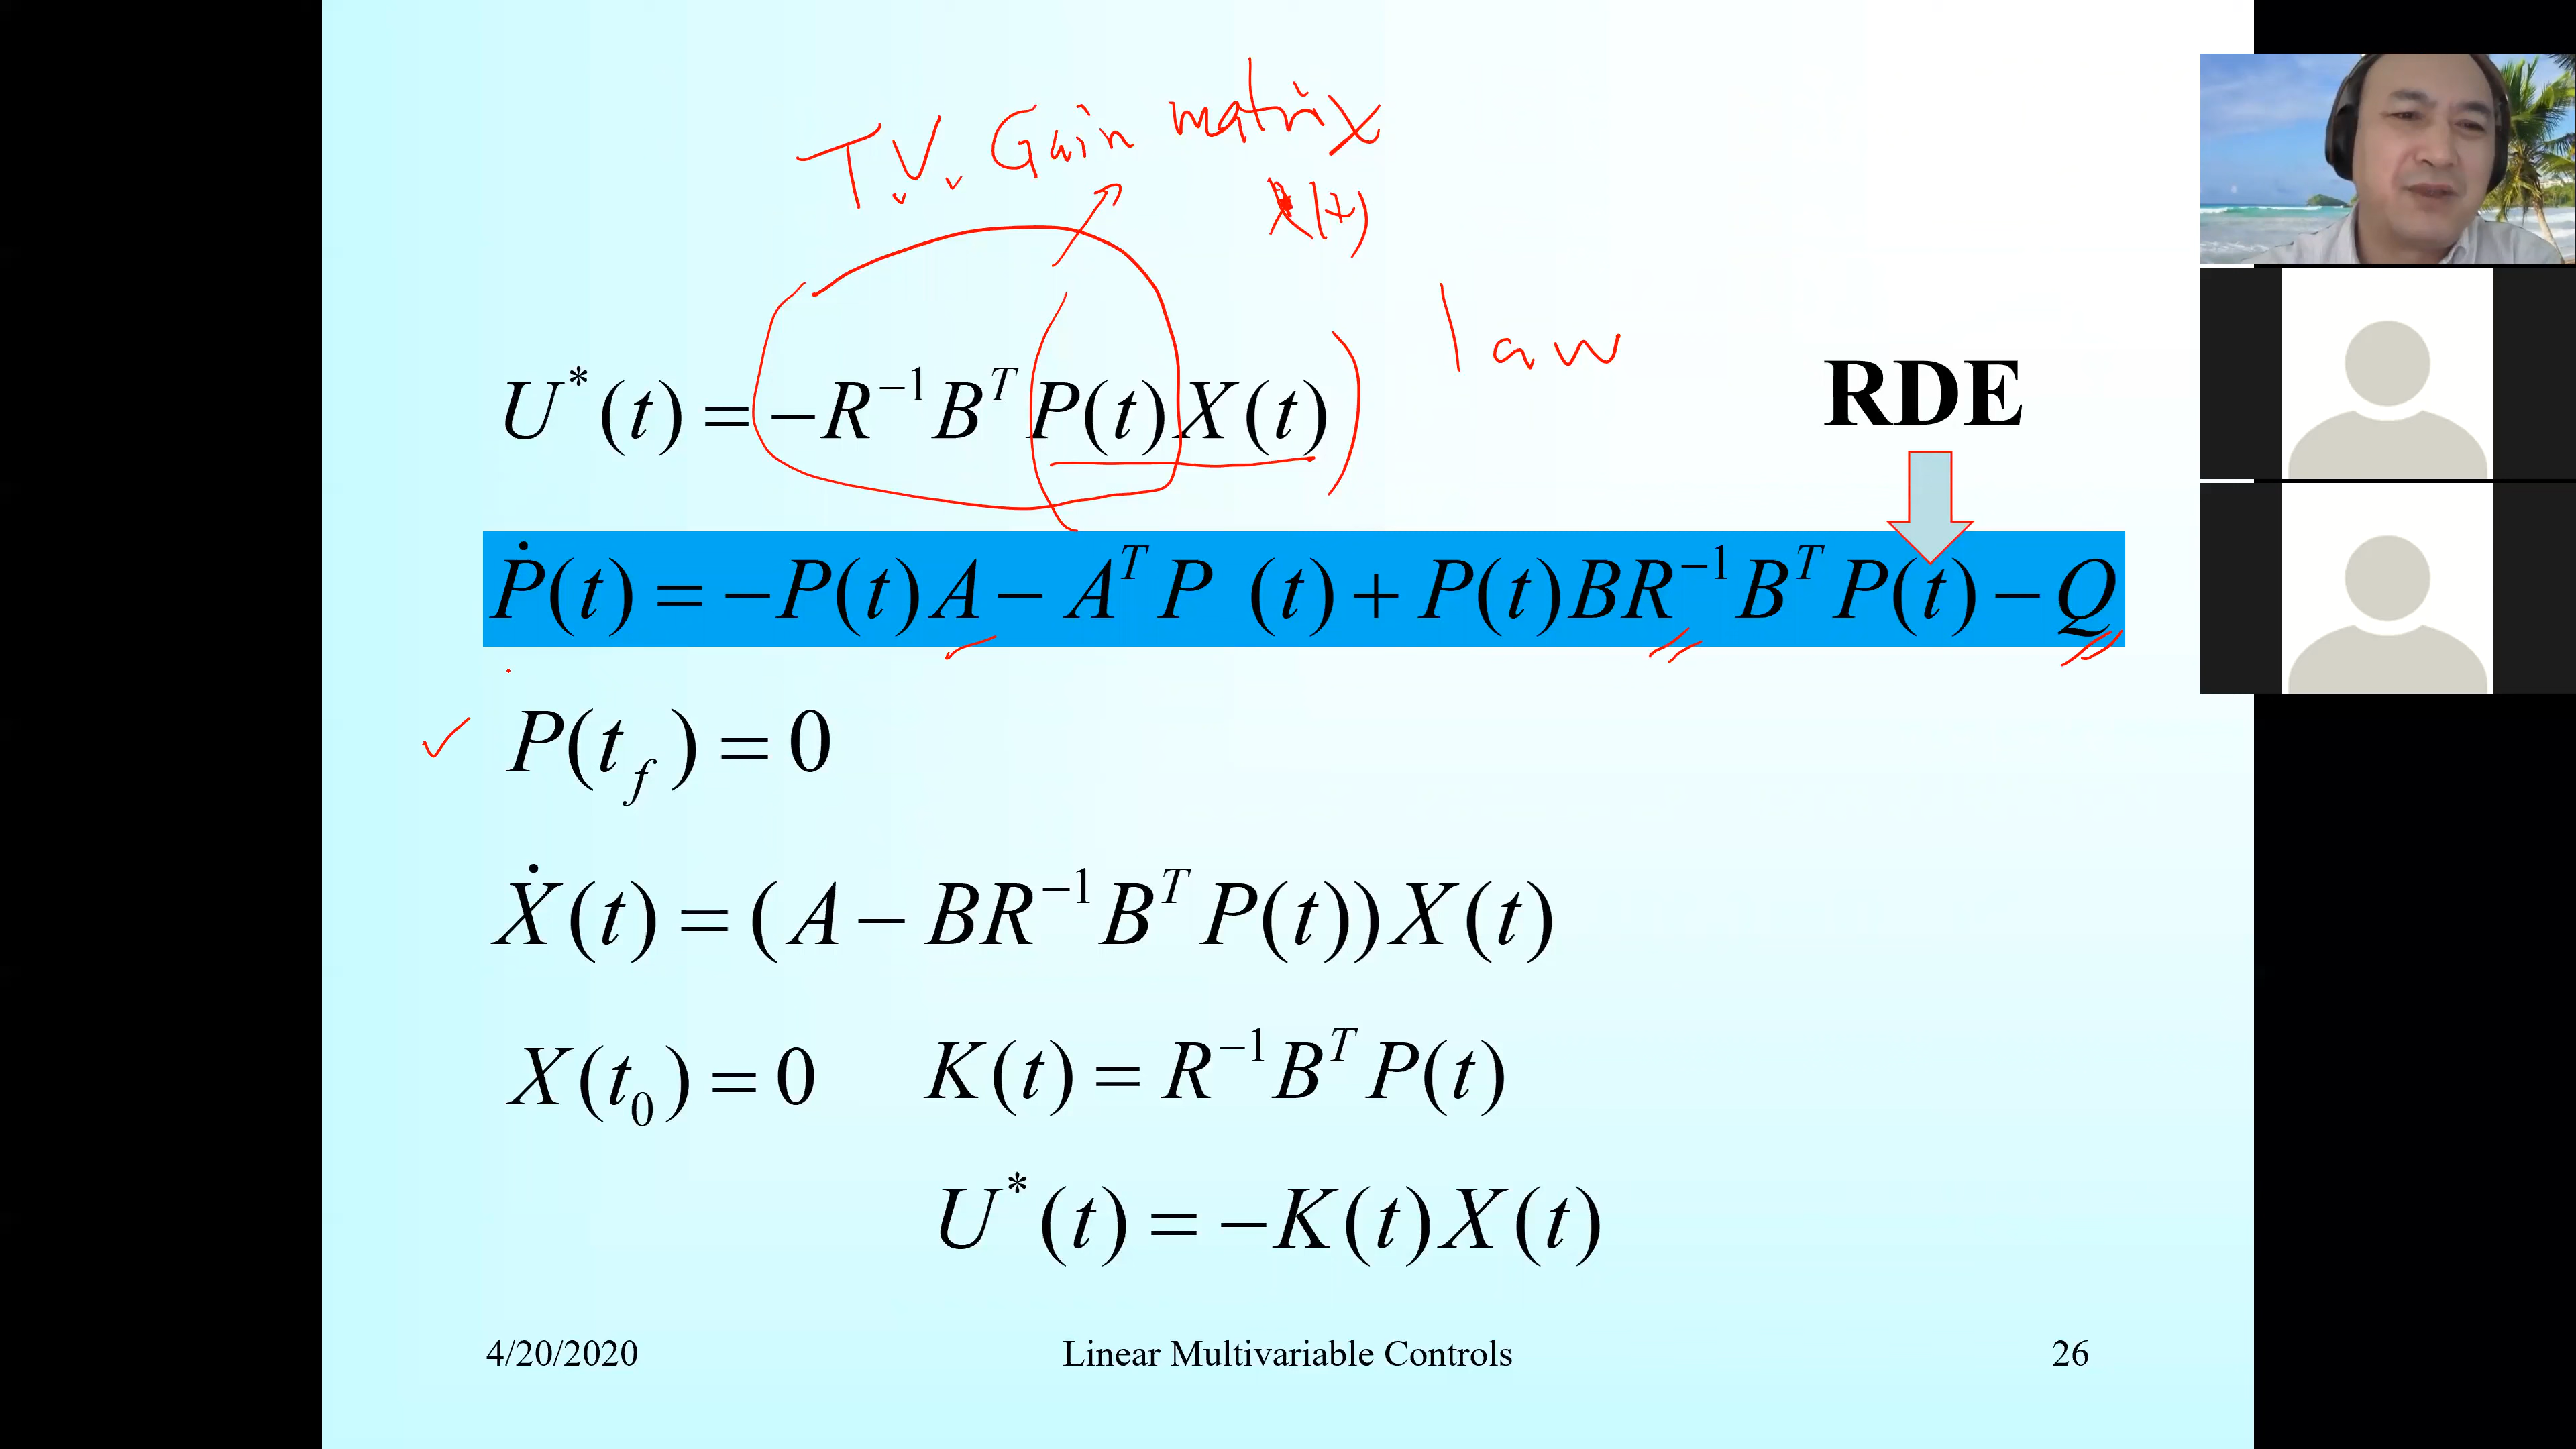 T.V. Gain matrix
X(t)
U*(t) = −R⁻¹BᵀP(t)X(t)
law
RDE
Ṗ(t) = −P(t)A − AᵀP (t) + P(t)BR⁻¹BᵀP(t) − Q
P(t_f) = 0
Ẋ(t) = (A − BR⁻¹BᵀP(t))X(t)
X(t₀) = 0 K(t) = R⁻¹BᵀP(t)
U*(t) = −K(t)X(t)
4/20/2020 Linear Multivariable Controls 26